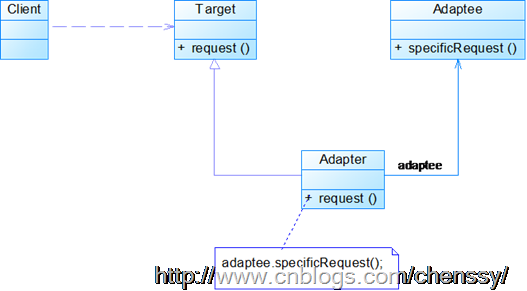 Client
Target
+ request ()
Adaptee
+ specificRequest ()
Adapter
+ request ()
adaptee
adaptee.specificRequest();
http://www.cnblogs.com/chenssy/